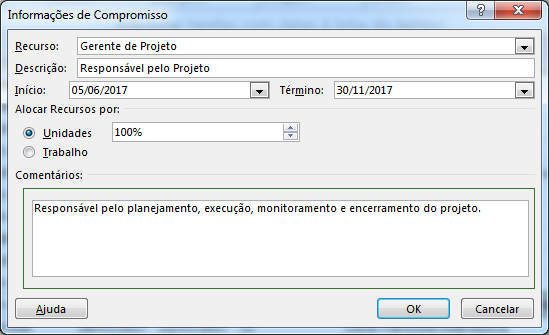 Informações de Compromisso
Recurso: Gerente de Projeto
Descrição: Responsável pelo Projeto
Início: 05/06/2017 Término: 30/11/2017
Alocar Recursos por:
Unidades 100%
Trabalho
Comentários:
Responsável pelo planejamento, execução, monitoramento e encerramento do projeto.
Ajuda OK Cancelar